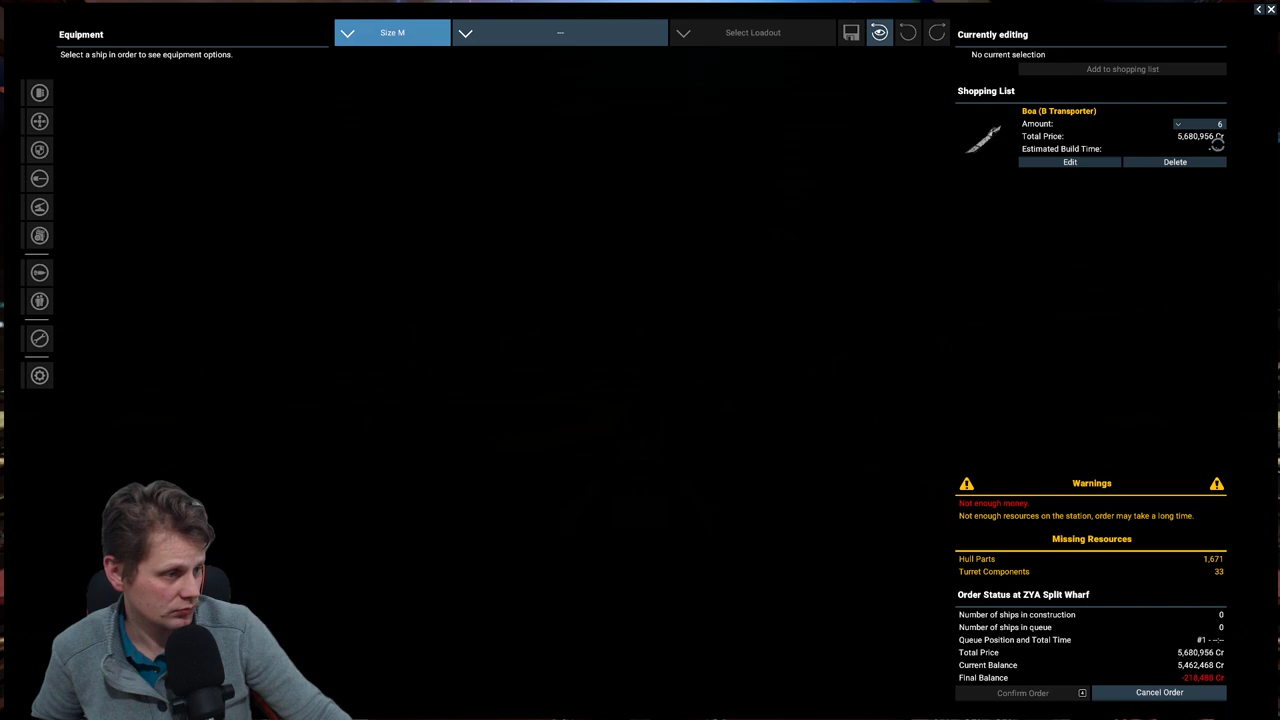 Equipment
Select a ship in order to see equipment options.
Size M
---
Select Loadout
Currently editing
No current selection
Add to shopping list
Shopping List
Boa (B Transporter)
Amount: 6
Total Price: 5,680,956 Cr
Estimated Build Time:
Edit
Delete
Warnings
Not enough money.
Not enough resources on the station, order may take a long time.
Missing Resources
Hull Parts 1,671
Turret Components 33
Order Status at ZYA Split Wharf
Number of ships in construction 0
Number of ships in queue 0
Queue Position and Total Time #1 - --:--
Total Price 5,680,956 Cr
Current Balance 5,462,468 Cr
Final Balance -218,488 Cr
Confirm Order
Cancel Order